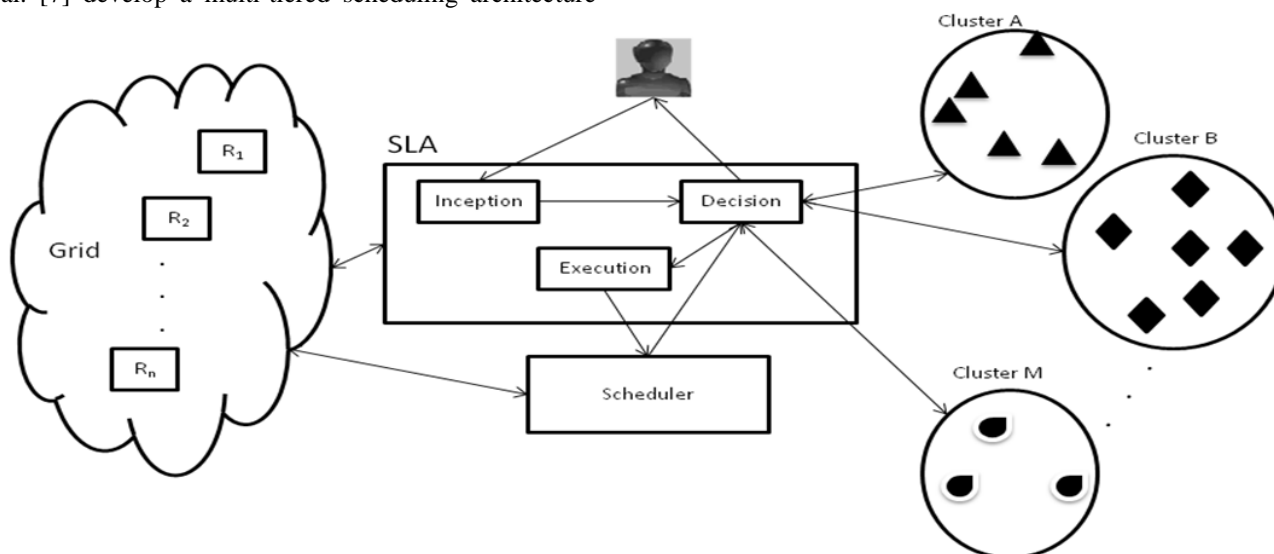 al. [7] develop a multi-tiered scheduling architecture
Cluster A
SLA
Cluster B
R1
Inception
Decision
R2
Grid
Execution
Rn
Scheduler
Cluster M